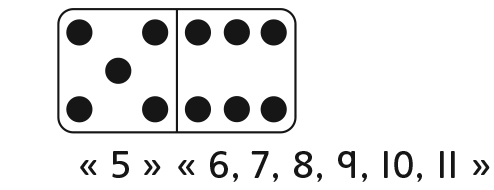 « 5 » « 6, 7, 8, 9, 10, 11 »